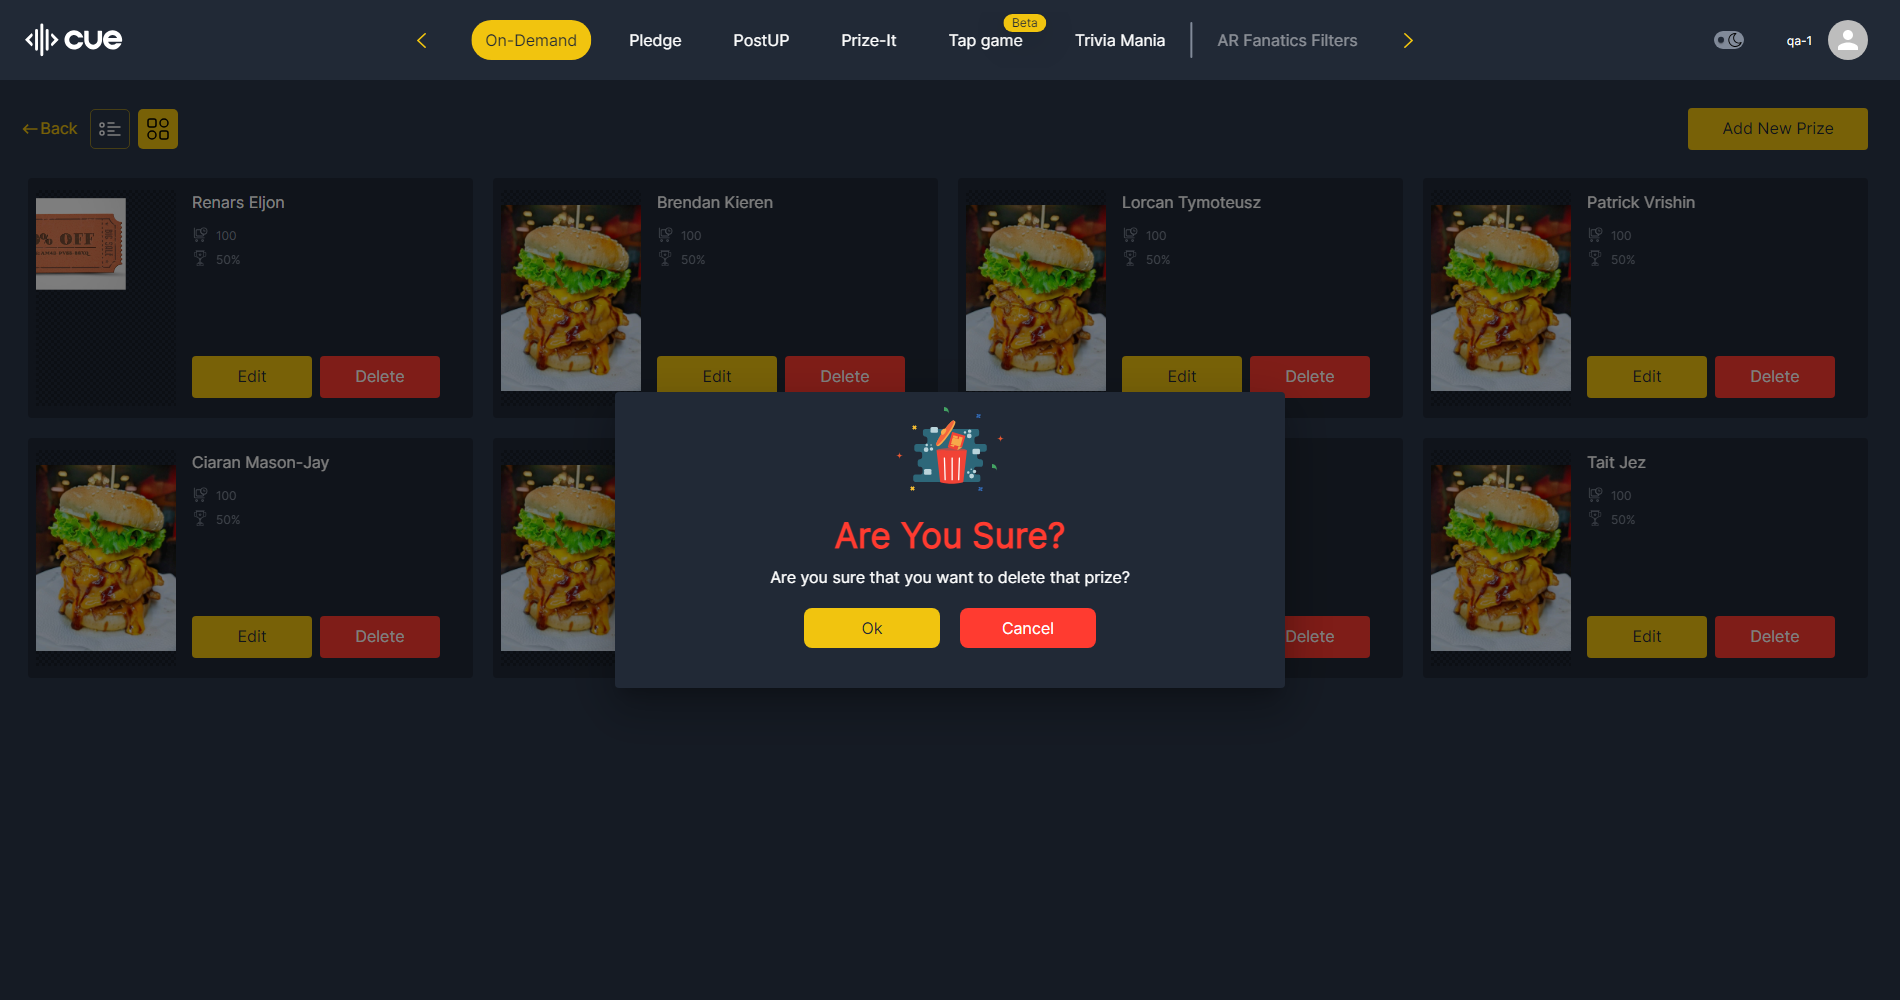 cue
On-Demand
Pledge
PostUP
Prize-It
Tap game
Beta
Trivia Mania
AR Fanatics Filters
qa-1
Back
Add New Prize
Renars Eljon
100
50%
Edit
Delete
% OFF
Brendan Kieren
100
50%
Edit
Delete
Lorcan Tymoteusz
100
50%
Edit
Delete
Patrick Vrishin
100
50%
Edit
Delete
Ciaran Mason-Jay
100
50%
Edit
Delete
Are You Sure?
Are you sure that you want to delete that prize?
Ok
Cancel
Delete
Tait Jez
100
50%
Edit
Delete